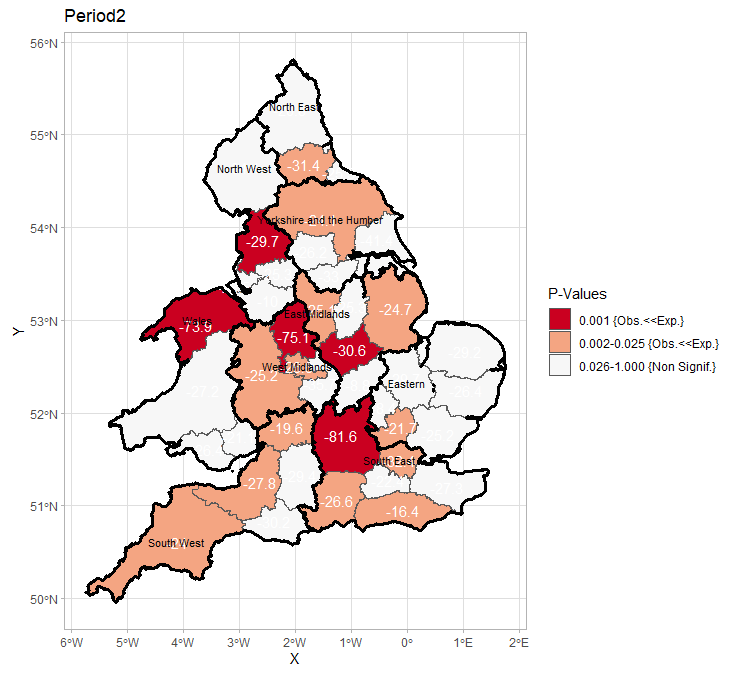 Period2
56°N
55°N
54°N
53°N
52°N
51°N
50°N
Y
North East
-31.4
North West
Yorkshire and the Humber
-29.7
Wales
-73.9
East Midlands
-24.7
-75.1
-30.6
-29.2
West Midlands
-25.2
-27.2
Eastern
-19.6
-81.6
-21.7
South East
-27.8
-26.6
-16.4
South West
6°W
5°W
4°W
3°W
2°W
1°W
0°
1°E
2°E
X
P-Values
0.001 {Obs.<<Exp.}
0.002-0.025 {Obs.<<Exp.}
0.026-1.000 {Non Signif.}